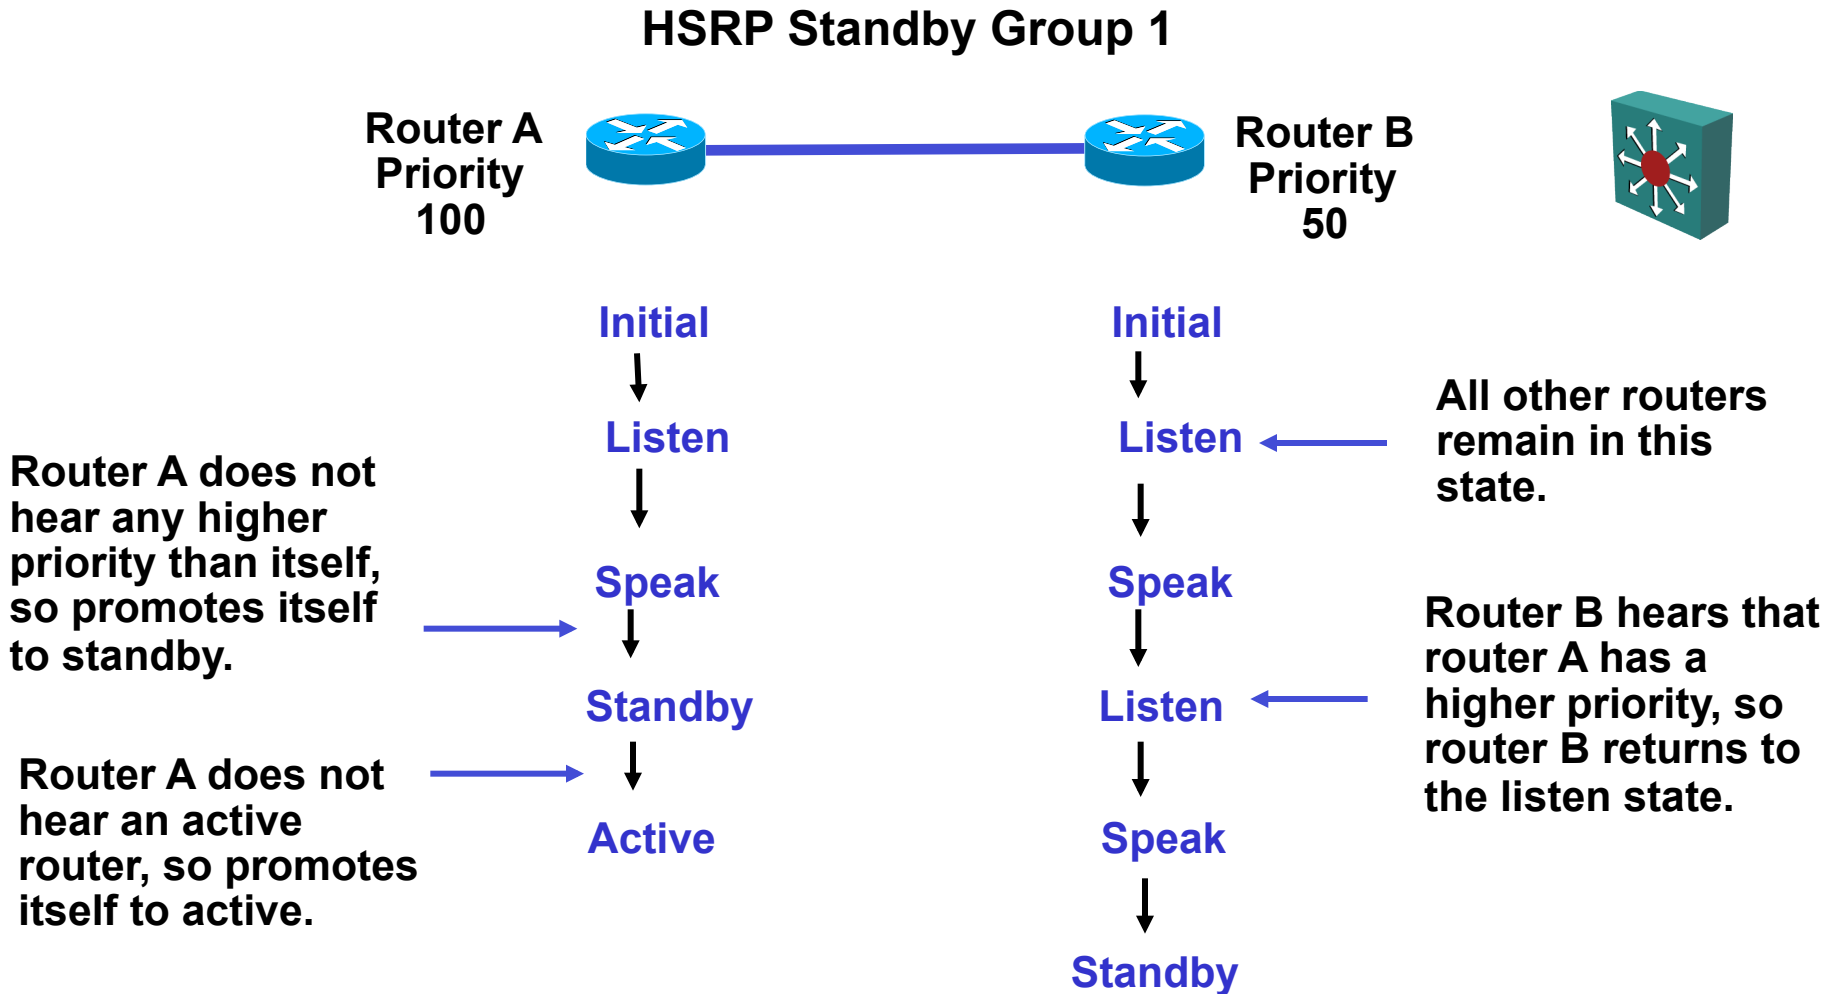 HSRP Standby Group 1
Router A
Priority
100
Router B
Priority
50
Initial
Listen
Speak
Standby
Active
Initial
Listen
Speak
Listen
Speak
Standby
Router A does not
hear any higher
priority than itself,
so promotes itself
to standby.
Router A does not
hear an active
router, so promotes
itself to active.
All other routers
remain in this
state.
Router B hears that
router A has a
higher priority, so
router B returns to
the listen state.